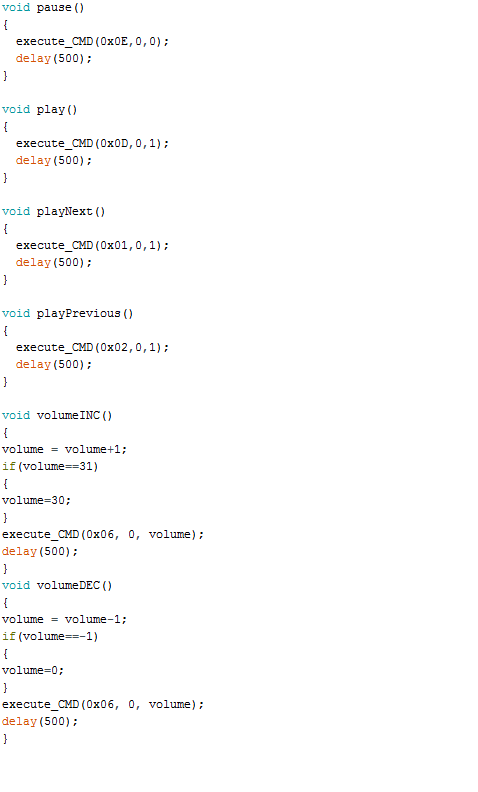 void pause()
{
  execute_CMD(0x0E,0,0);
  delay(500);
}

void play()
{
  execute_CMD(0x0D,0,1);
  delay(500);
}

void playNext()
{
  execute_CMD(0x01,0,1);
  delay(500);
}

void playPrevious()
{
  execute_CMD(0x02,0,1);
  delay(500);
}

void volumeINC()
{
volume = volume+1;
if(volume==31)
{
volume=30;
}
execute_CMD(0x06, 0, volume);
delay(500);
}
void volumeDEC()
{
volume = volume-1;
if(volume==-1)
{
volume=0;
}
execute_CMD(0x06, 0, volume);
delay(500);
}